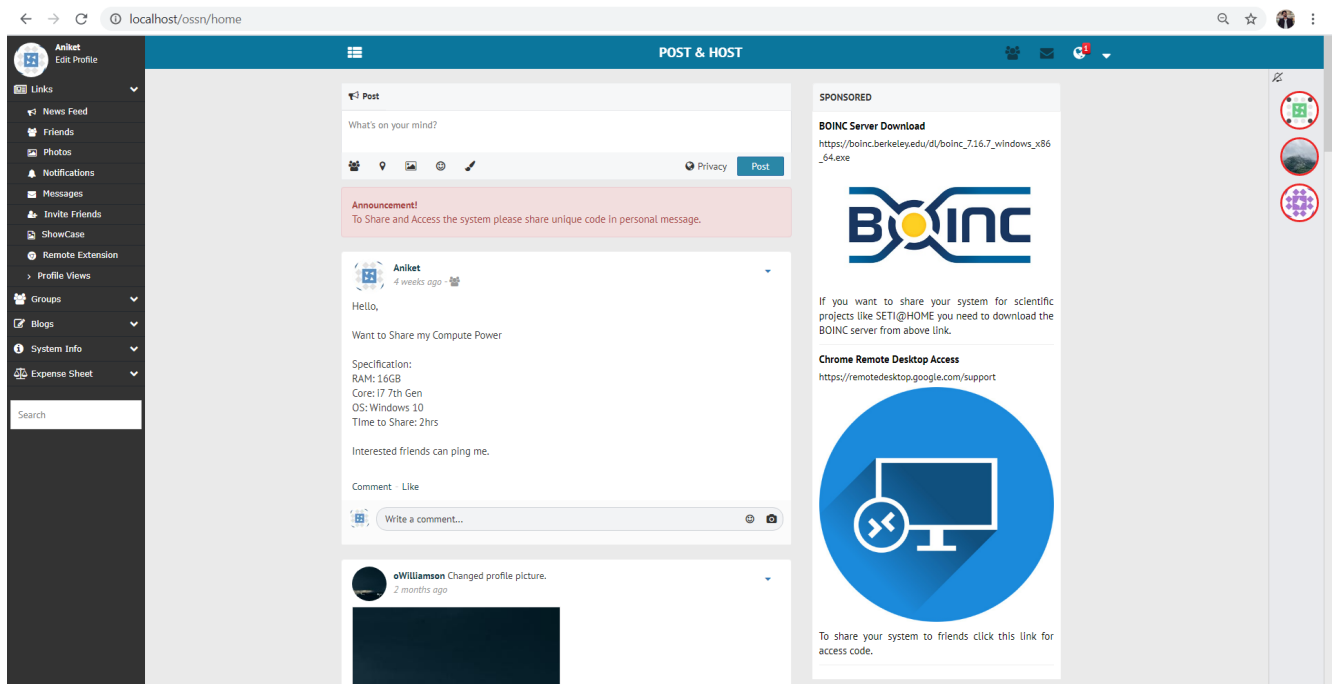 localhost/ossn/home
Aniket
Edit Profile
Links
News Feed
Friends
Photos
Notifications
Messages
Invite Friends
ShowCase
Remote Extension
Profile Views
Groups
Blogs
System Info
Expense Sheet
Search
POST & HOST
1
Post
What's on your mind?
Privacy
Post
Announcement!
To Share and Access the system please share unique code in personal message.
Aniket
4 weeks ago -
Hello,
Want to Share my Compute Power
Specification:
RAM: 16GB
Core: i7 7th Gen
OS: Windows 10
TIme to Share: 2hrs
Interested friends can ping me.
Comment · Like
Write a comment...
oWilliamson Changed profile picture.
2 months ago
SPONSORED
BOINC Server Download
https://boinc.berkeley.edu/dl/boinc_7.16.7_windows_x86
_64.exe
BOINC
If you want to share your system for scientific
projects like SETI@HOME you need to download the
BOINC server from above link.
Chrome Remote Desktop Access
https://remotedesktop.google.com/support
To share your system to friends click this link for
access code.